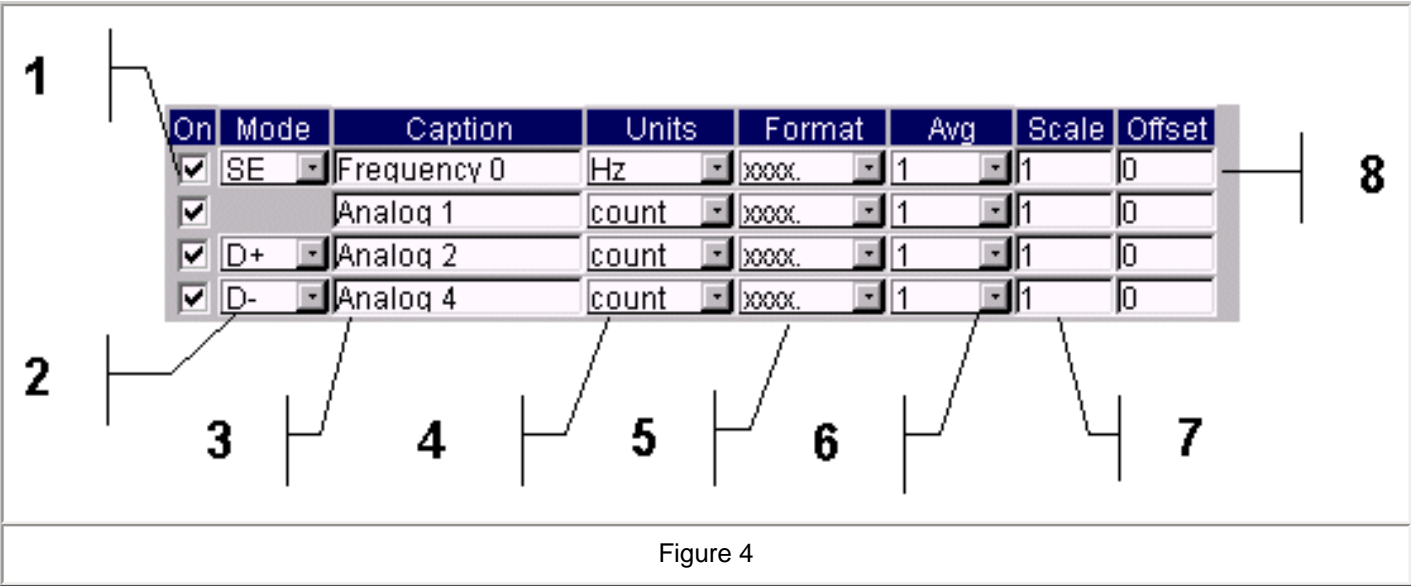 1
On Mode Caption Units Format Avg Scale Offset
SE Frequency 0 Hz xxxx. 1 1 0
8
Analog 1 count xxxx. 1 1 0
D+ Analog 2 count xxxx. 1 1 0
D- Analog 4 count xxxx. 1 1 0
2
3 4 5 6 7
Figure 4